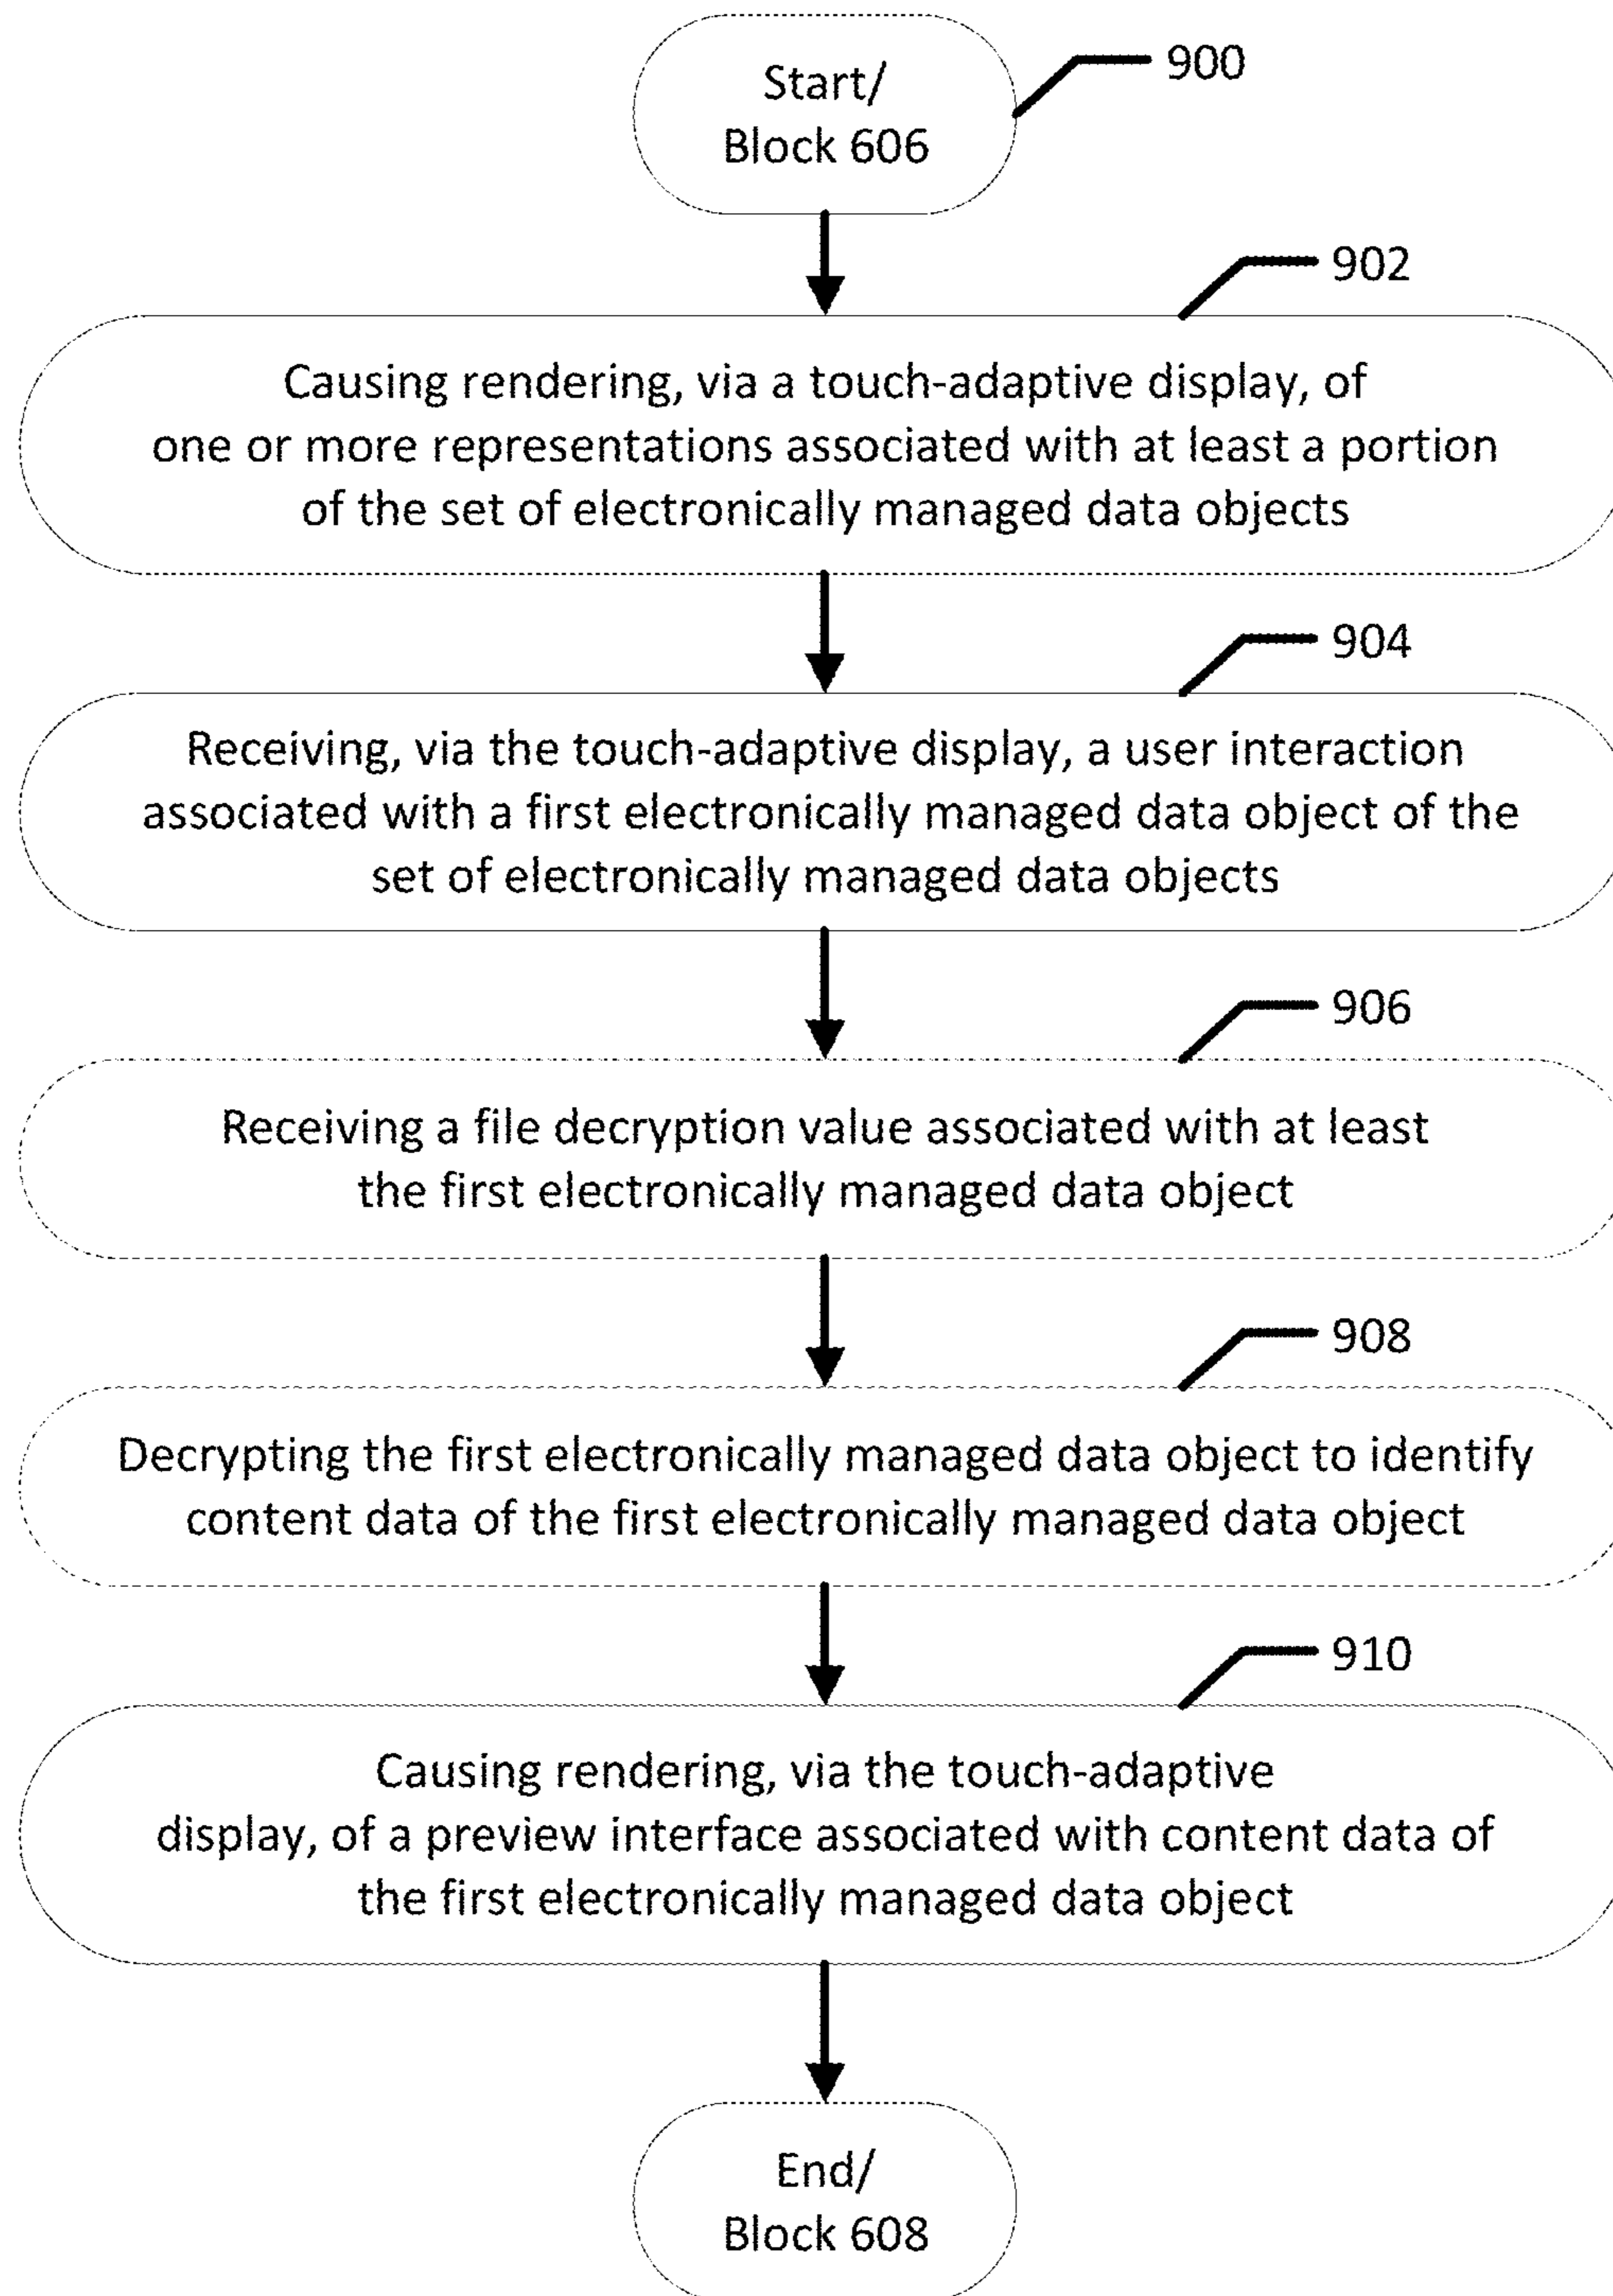 Start/
Block 606
900
902
Causing rendering, via a touch-adaptive display, of
one or more representations associated with at least a portion
of the set of electronically managed data objects
904
Receiving, via the touch-adaptive display, a user interaction
associated with a first electronically managed data object of the
set of electronically managed data objects
906
Receiving a file decryption value associated with at least
the first electronically managed data object
908
Decrypting the first electronically managed data object to identify
content data of the first electronically managed data object
910
Causing rendering, via the touch-adaptive
display, of a preview interface associated with content data of
the first electronically managed data object
End/
Block 608